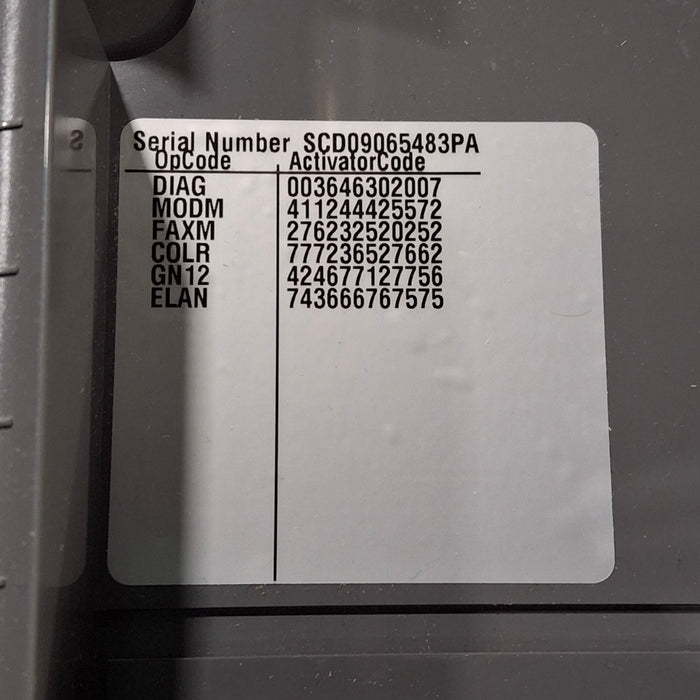 Serial Number SCD09065483PA
OpCode ActivatorCode
DIAG 003646302007
MODM 411244425572
FAXM 276232520252
COLR 777236527662
GN12 424677127756
ELAN 743666767575